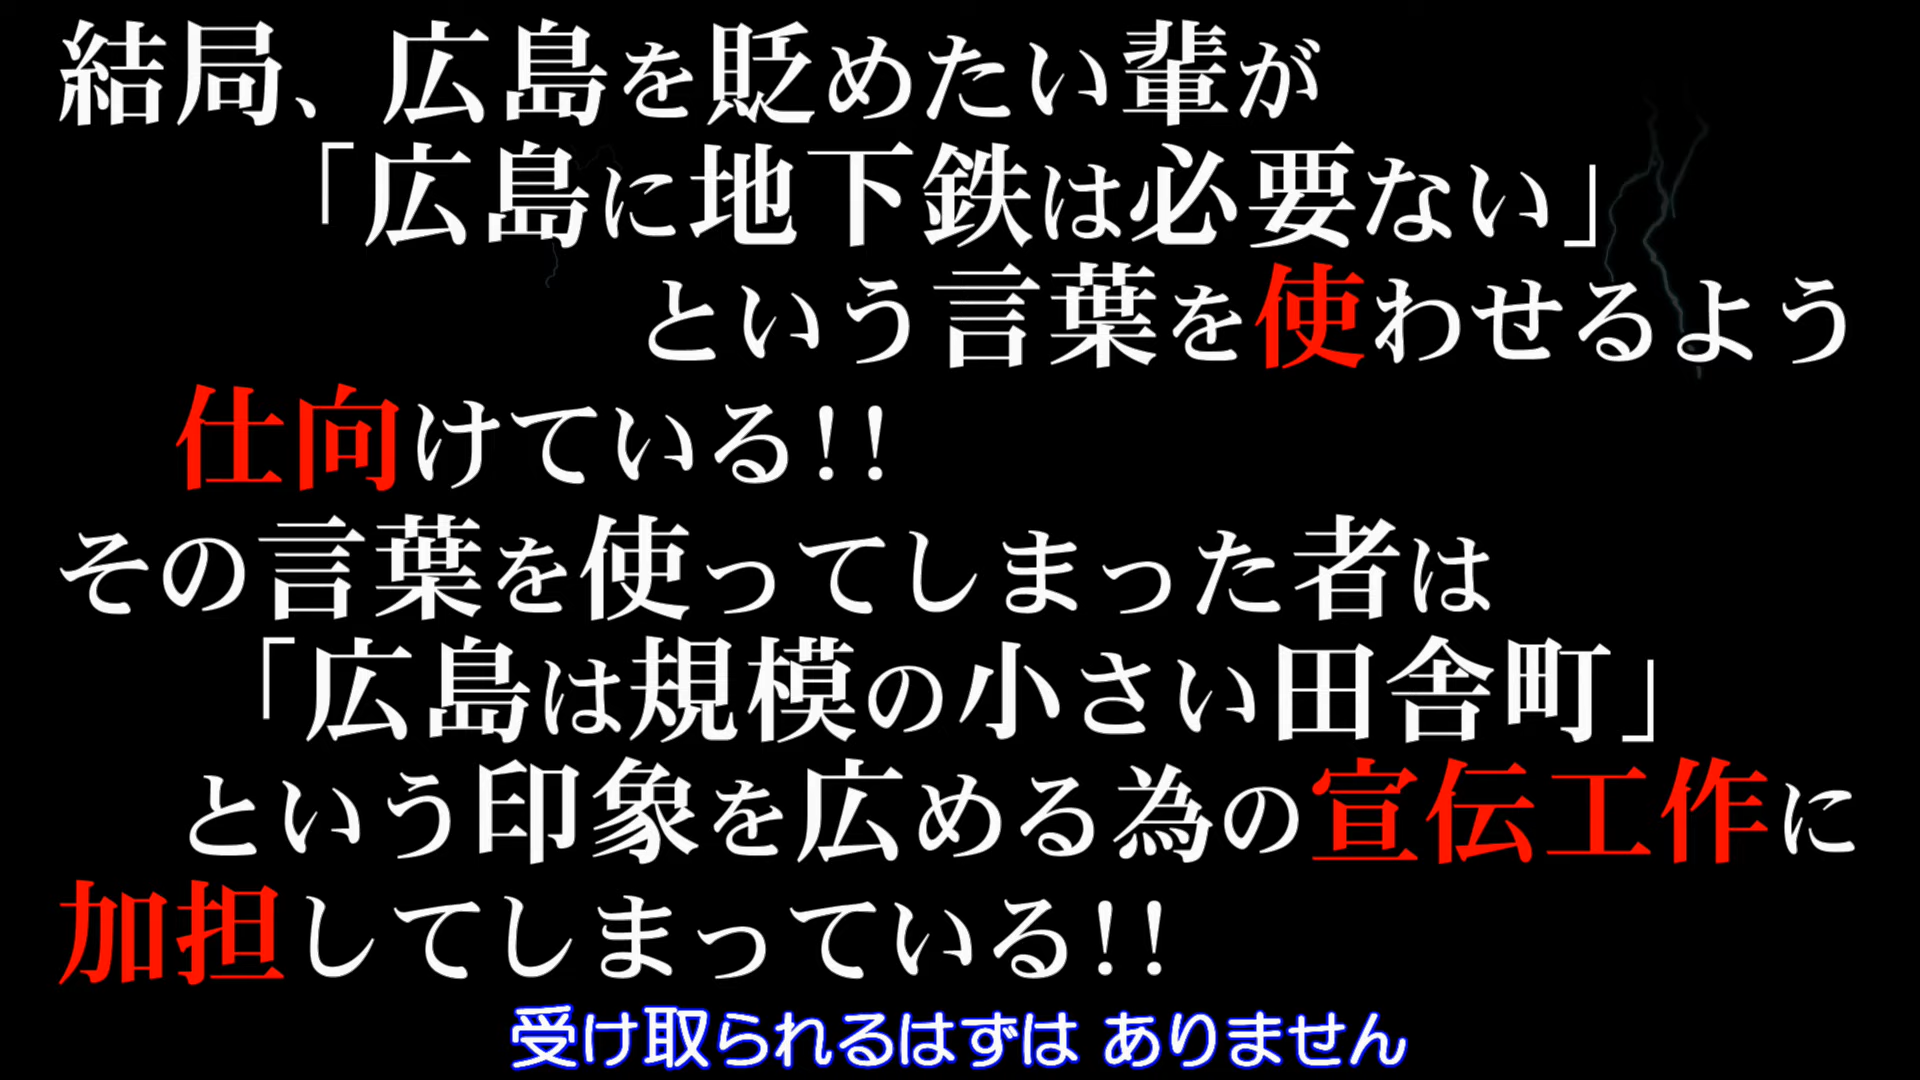 結局、広島を貶めたい輩が
「広島に地下鉄は必要ない」
という言葉を使わせるよう
仕向けている!!
その言葉を使ってしまった者は
「広島は規模の小さい田舎町」
という印象を広める為の宣伝工作に
加担してしまっている!!
受け取られるはずは ありません